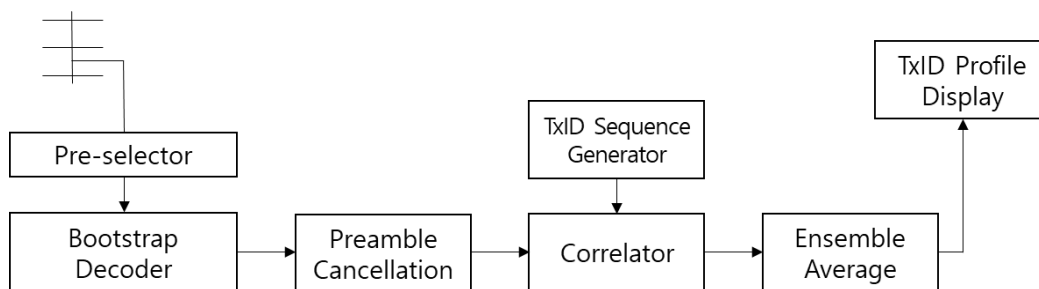 TxID Profile
Display
TxID Sequence
Generator
Pre-selector
Bootstrap
Decoder
Preamble
Cancellation
Correlator
Ensemble
Average